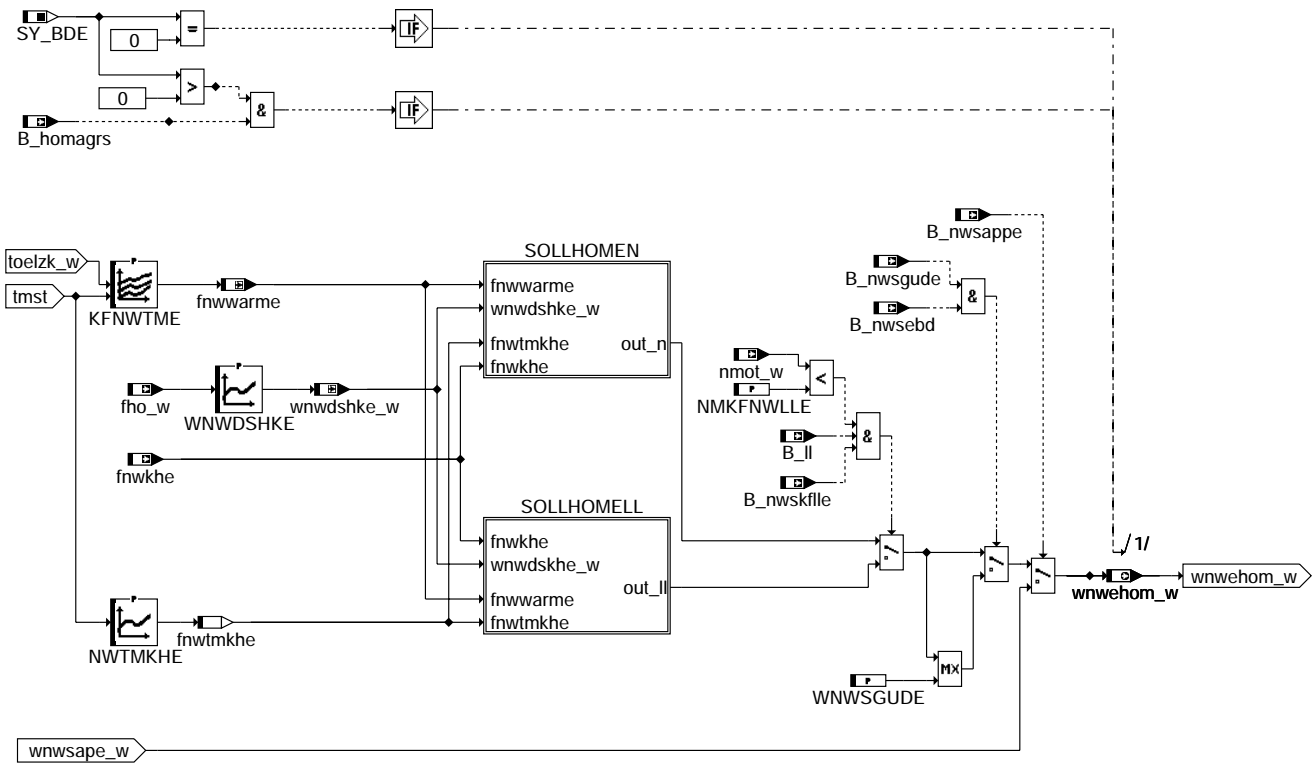 SY_BDE
0
=
IF
0
>
&
IF
B_homagrs
B_nwsappe
toelzk_w
tmst
P
KFNWTME
fnwwarme
SOLLHOMEN
fnwwarme
wnwdshke_w
fnwtmkhe
fnwkhe
out_n
B_nwsgude
B_nwsebd
&
fho_w
P
WNWDSHKE
wnwdshke_w
nmot_w
P
NMKFNWLLE
<
fnwkhe
B_ll
&
B_nwskflle
SOLLHOMELL
fnwkhe
wnwdskhe_w
fnwwarme
fnwtmkhe
out_ll
/1/
wnwehom_w
wnwehom_w
P
NWTMKHE
fnwtmkhe
P
WNWSGUDE
MX
wnwsape_w